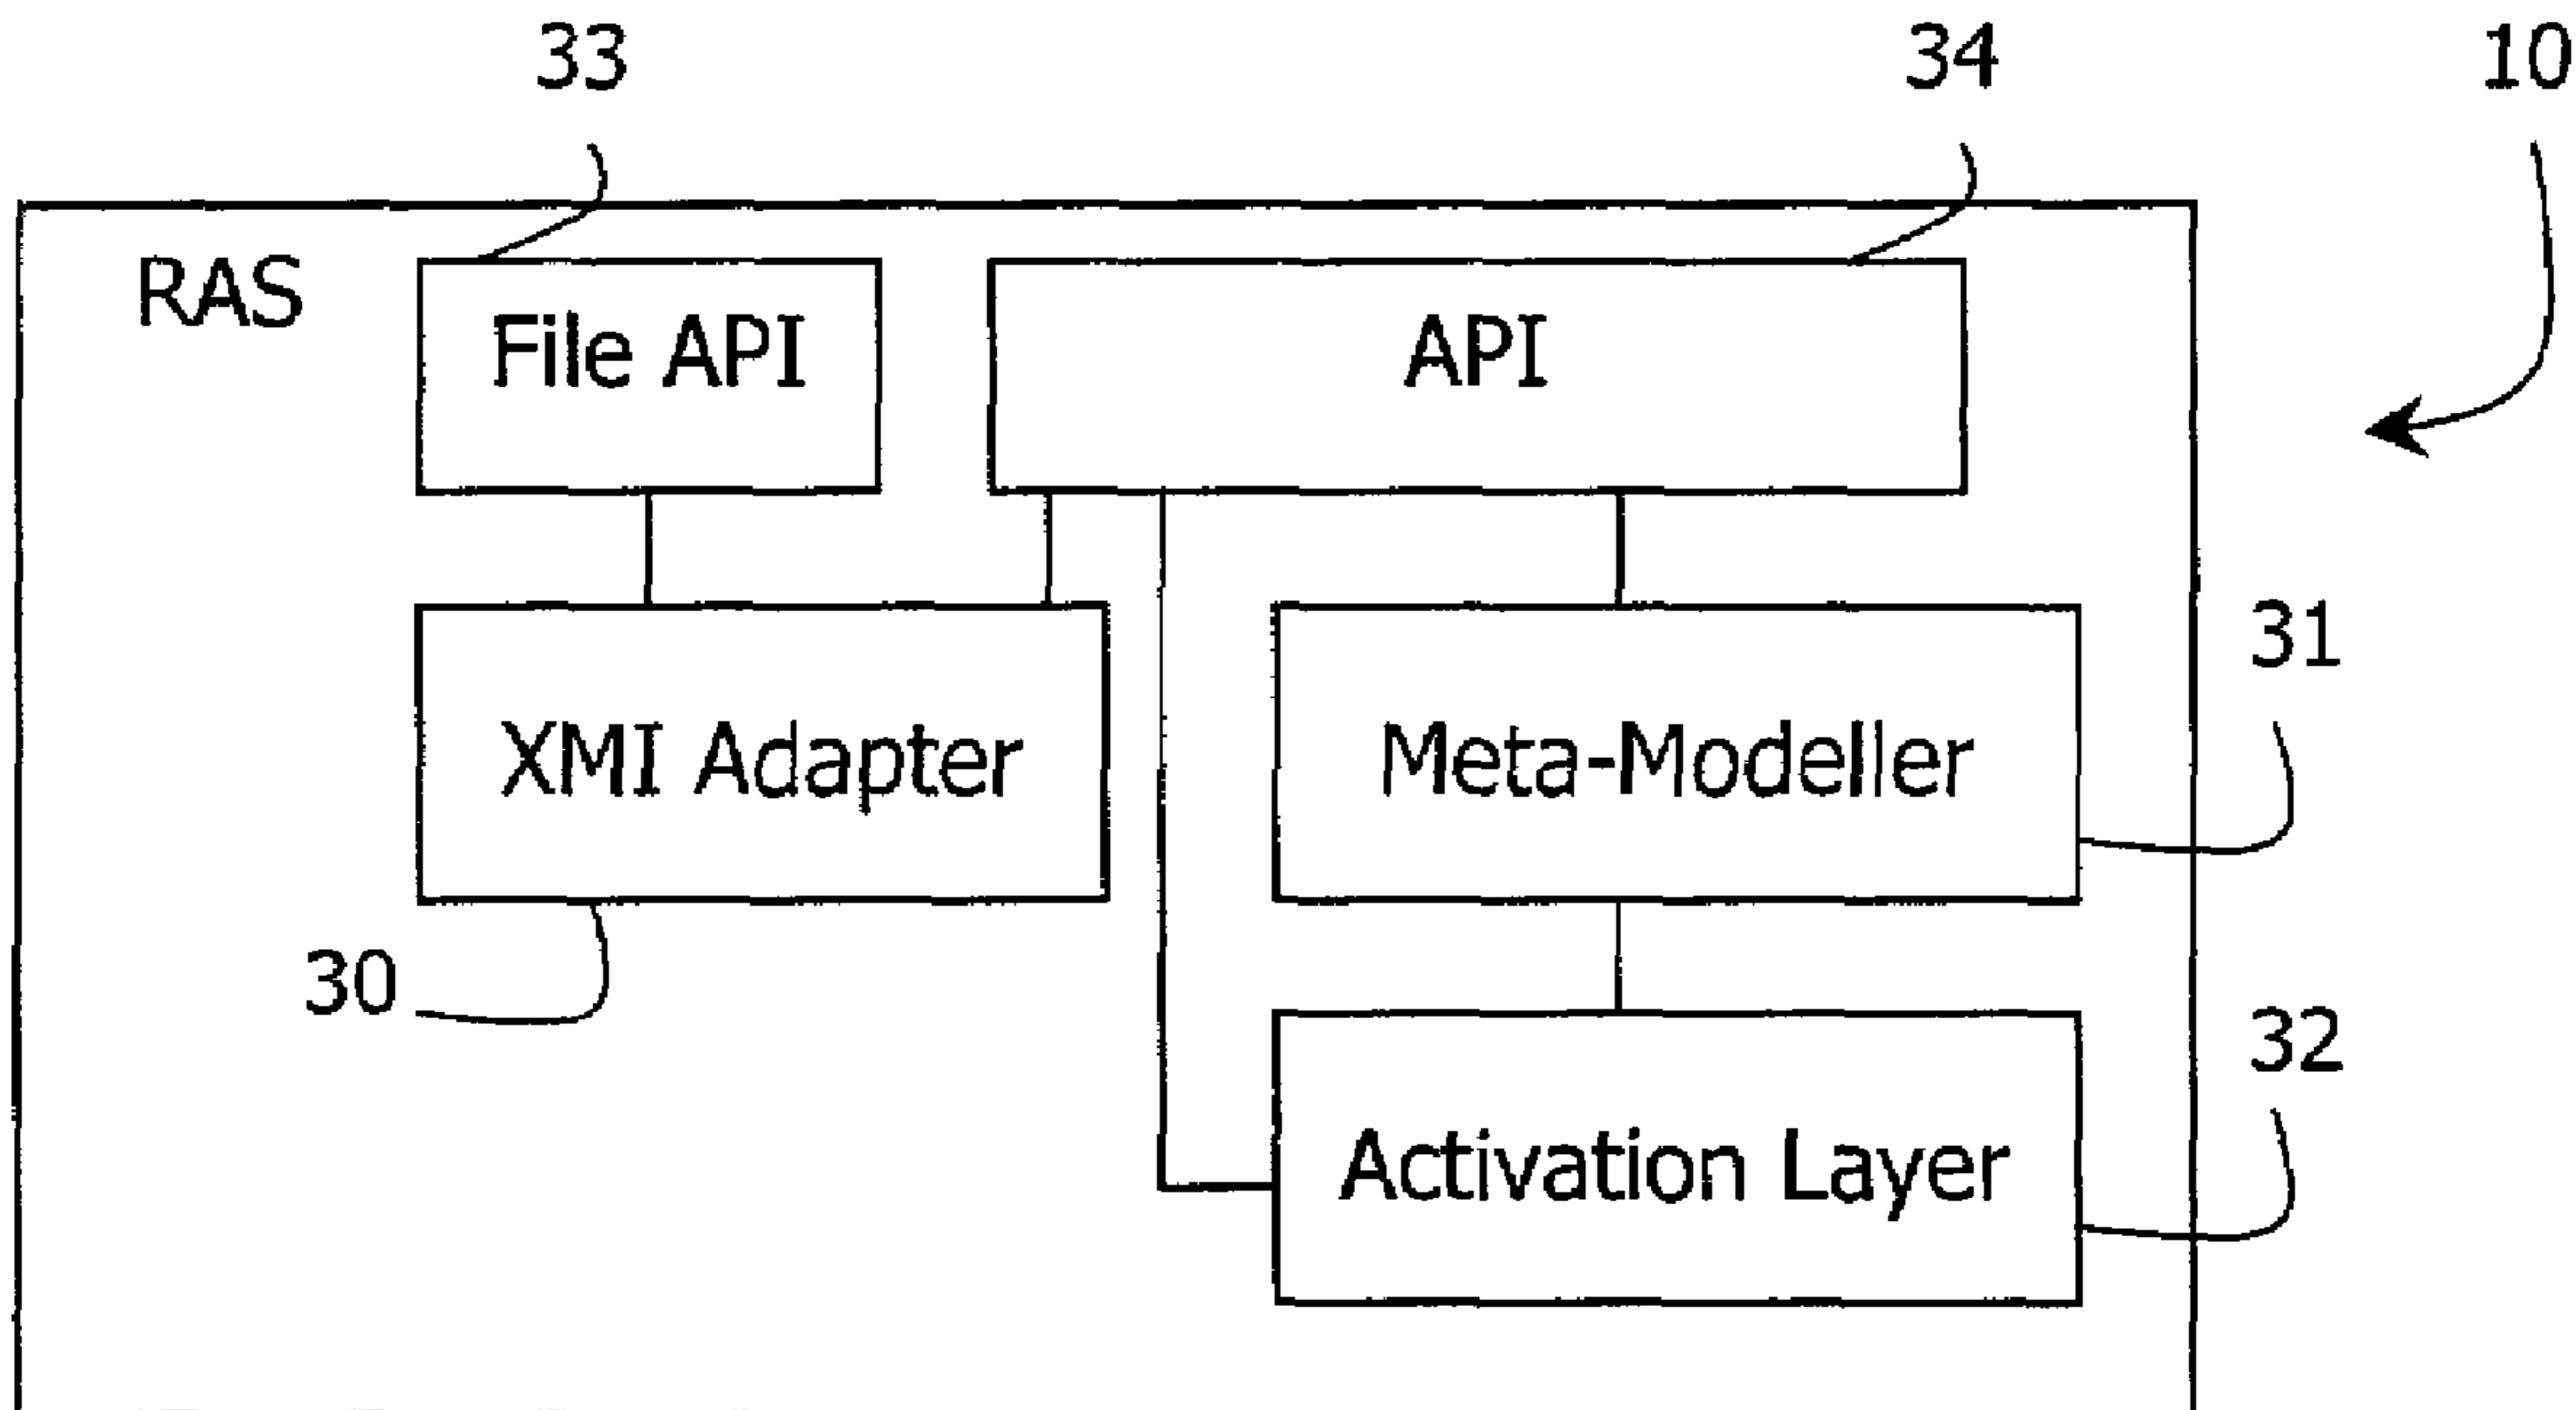 33
34
10
RAS
File API
API
31
XMI Adapter
Meta-Modeller
30
32
Activation Layer